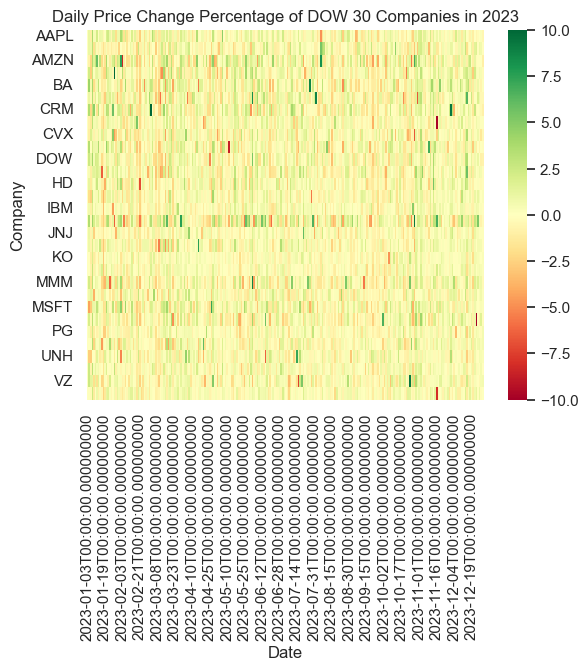 Daily Price Change Percentage of DOW 30 Companies in 2023
Company
AAPL
AMZN
BA
CRM
CVX
DOW
HD
IBM
JNJ
KO
MMM
MSFT
PG
UNH
VZ
10.0
7.5
5.0
2.5
0.0
−2.5
−5.0
−7.5
−10.0
2023-01-03T00:00:00.000000000
2023-01-19T00:00:00.000000000
2023-02-03T00:00:00.000000000
2023-02-21T00:00:00.000000000
2023-03-08T00:00:00.000000000
2023-03-23T00:00:00.000000000
2023-04-10T00:00:00.000000000
2023-04-25T00:00:00.000000000
2023-05-10T00:00:00.000000000
2023-05-25T00:00:00.000000000
2023-06-12T00:00:00.000000000
2023-06-28T00:00:00.000000000
2023-07-14T00:00:00.000000000
2023-07-31T00:00:00.000000000
2023-08-15T00:00:00.000000000
2023-08-30T00:00:00.000000000
2023-09-15T00:00:00.000000000
2023-10-02T00:00:00.000000000
2023-10-17T00:00:00.000000000
2023-11-01T00:00:00.000000000
2023-11-16T00:00:00.000000000
2023-12-04T00:00:00.000000000
2023-12-19T00:00:00.000000000
Date